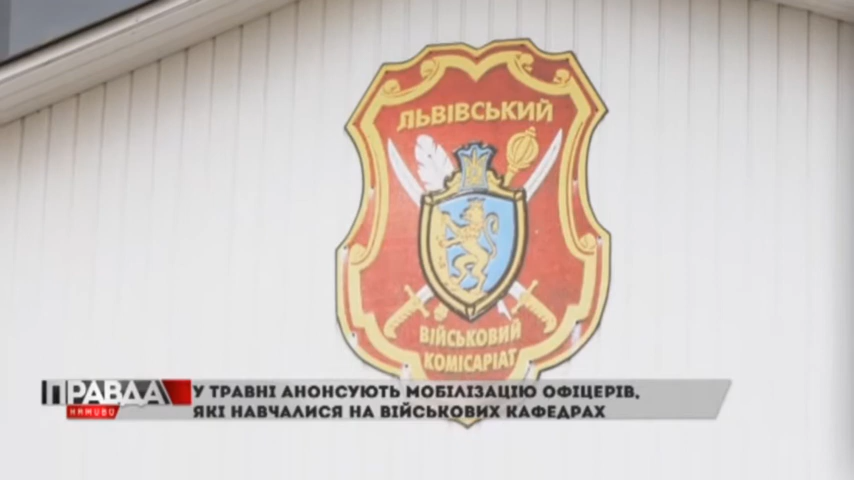 ЛЬВІВСЬКИЙ
ВІЙСЬКОВИЙ
КОМІСАРІАТ
ПРАВДА
НАЖИВО
У ТРАВНІ АНОНСУЮТЬ МОБІЛІЗАЦІЮ ОФІЦЕРІВ,
ЯКІ НАВЧАЛИСЯ НА ВІЙСЬКОВИХ КАФЕДРАХ